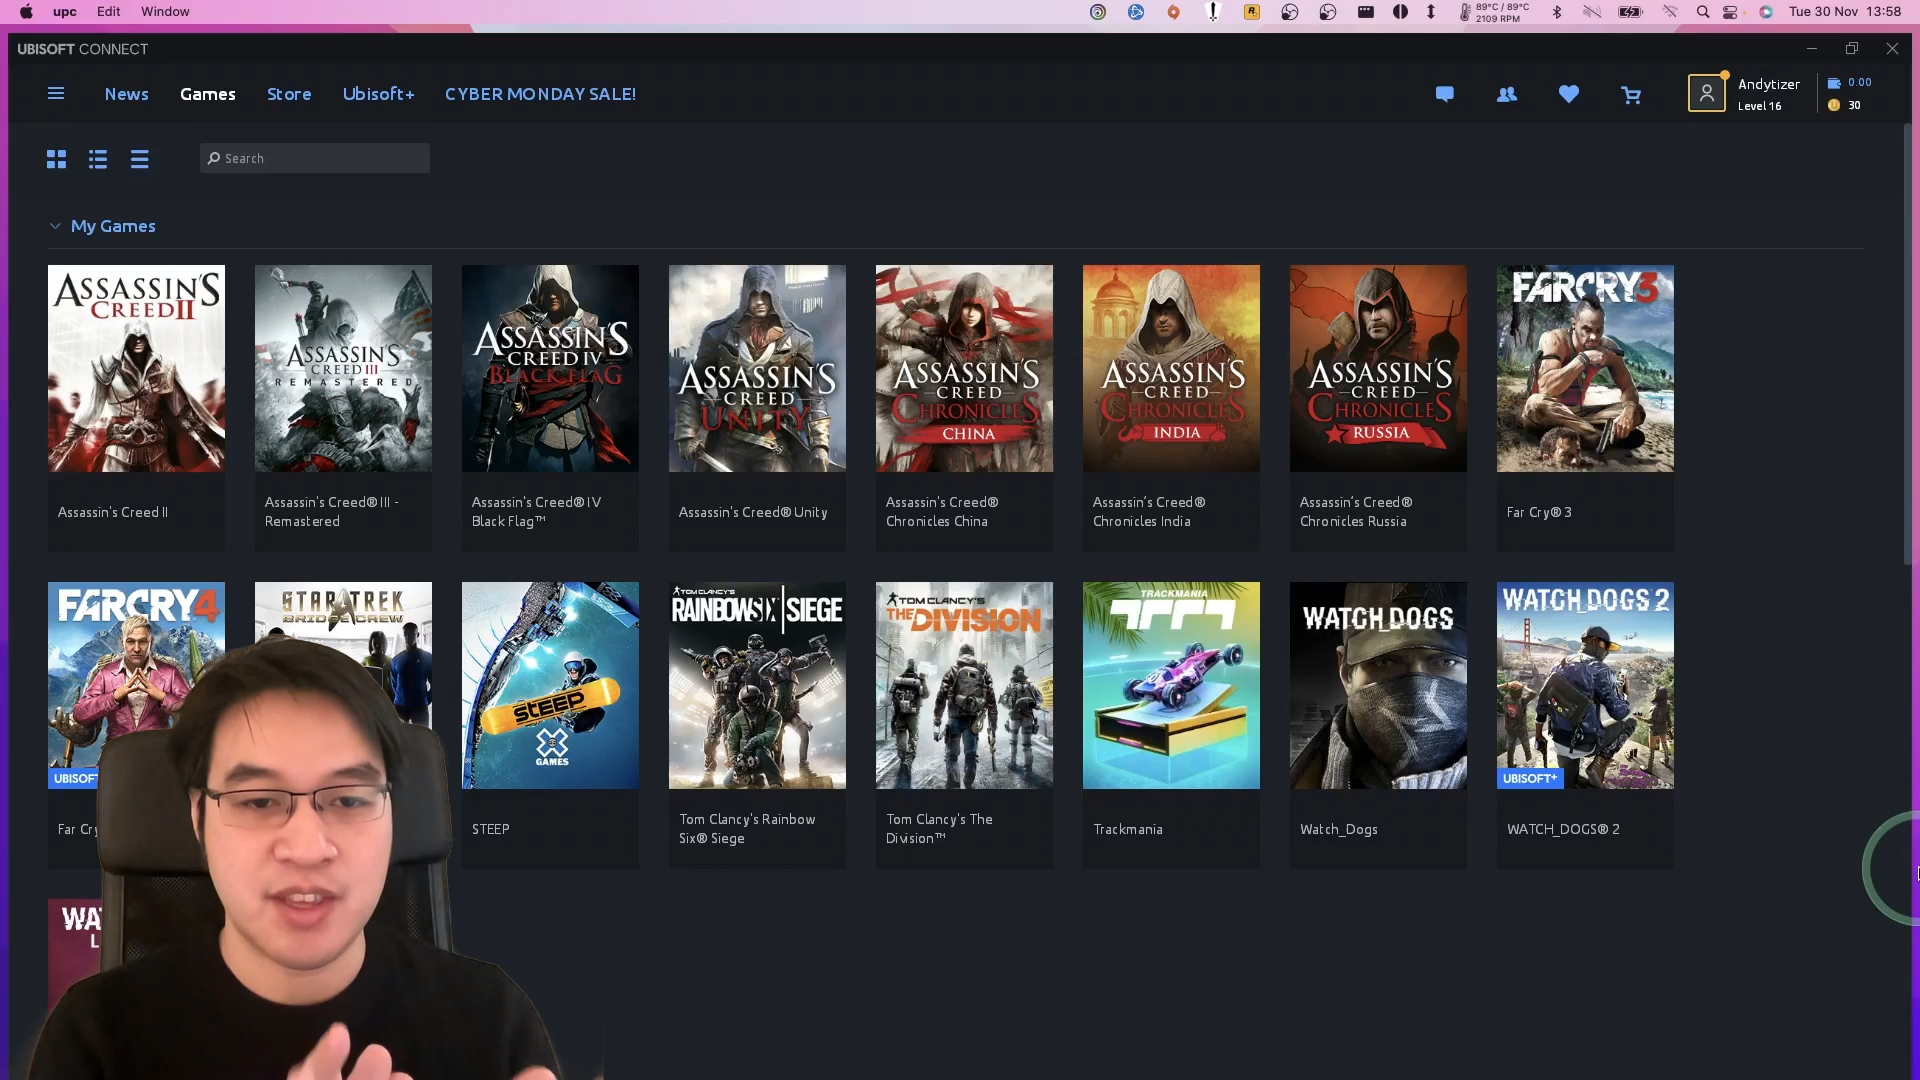 upc Edit Window
89°C / 89°C
2109 RPM
Tue 30 Nov 13:58
UBISOFT CONNECT
News Games Store Ubisoft+ CYBER MONDAY SALE!
Andytizer
Level 16
0.00
30
Search
My Games
ASSASSIN'S
CREED II
ASSASSIN'S
CREED III
REMASTERED
ASSASSIN'S
CREED IV
BLACK FLAG
ASSASSIN'S
CREED
UNITY
ASSASSIN'S
CREED
CHRONICLES
CHINA
ASSASSIN'S
CREED
CHRONICLES
INDIA
ASSASSIN'S
CREED
CHRONICLES
RUSSIA
FARCRY3
Assassin's Creed II
Assassin's Creed® III -
Remastered
Assassin's Creed® IV
Black Flag™
Assassin's Creed® Unity
Assassin's Creed®
Chronicles China
Assassin's Creed®
Chronicles India
Assassin's Creed®
Chronicles Russia
Far Cry® 3
FARCRY4
UBISOFT
STAR TREK
BRIDGE CREW
STEEP
X GAMES
TOM CLANCY'S
RAINBOW SIX | SIEGE
TOM CLANCY'S
THE DIVISION
TRACKMANIA
WATCH_DOGS
WATCH_DOGS 2
UBISOFT+
Far Cry
STEEP
Tom Clancy's Rainbow
Six® Siege
Tom Clancy's The
Division™
Trackmania
Watch_Dogs
WATCH_DOGS® 2
WAT
L